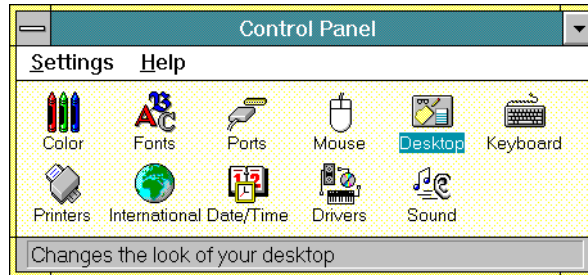 Control Panel
Settings Help
Color Fonts Ports Mouse Desktop Keyboard
Printers International Date/Time Drivers Sound
Changes the look of your desktop